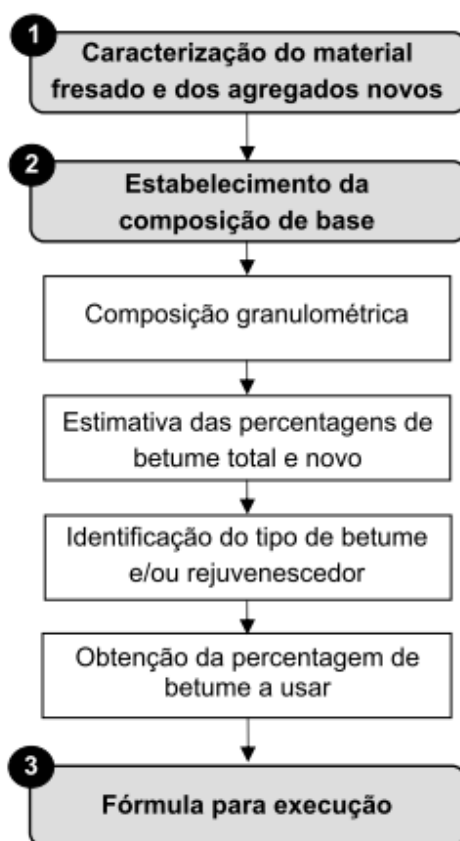 1
Caracterização do material
fresado e dos agregados novos
2
Estabelecimento da
composição de base
Composição granulométrica
Estimativa das percentagens de
betume total e novo
Identificação do tipo de betume
e/ou rejuvenescedor
Obtenção da percentagem de
betume a usar
3
Fórmula para execução